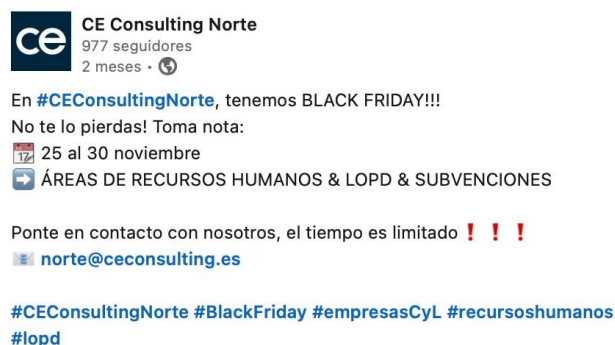 ce
CE Consulting Norte
977 seguidores
2 meses •
En #CEConsultingNorte, tenemos BLACK FRIDAY!!!
No te lo pierdas! Toma nota:
📅 25 al 30 noviembre
➡️ ÁREAS DE RECURSOS HUMANOS & LOPD & SUBVENCIONES
Ponte en contacto con nosotros, el tiempo es limitado ❗ ❗ ❗
📧 norte@ceconsulting.es
#CEConsultingNorte #BlackFriday #empresasCyL #recursoshumanos
#lopd